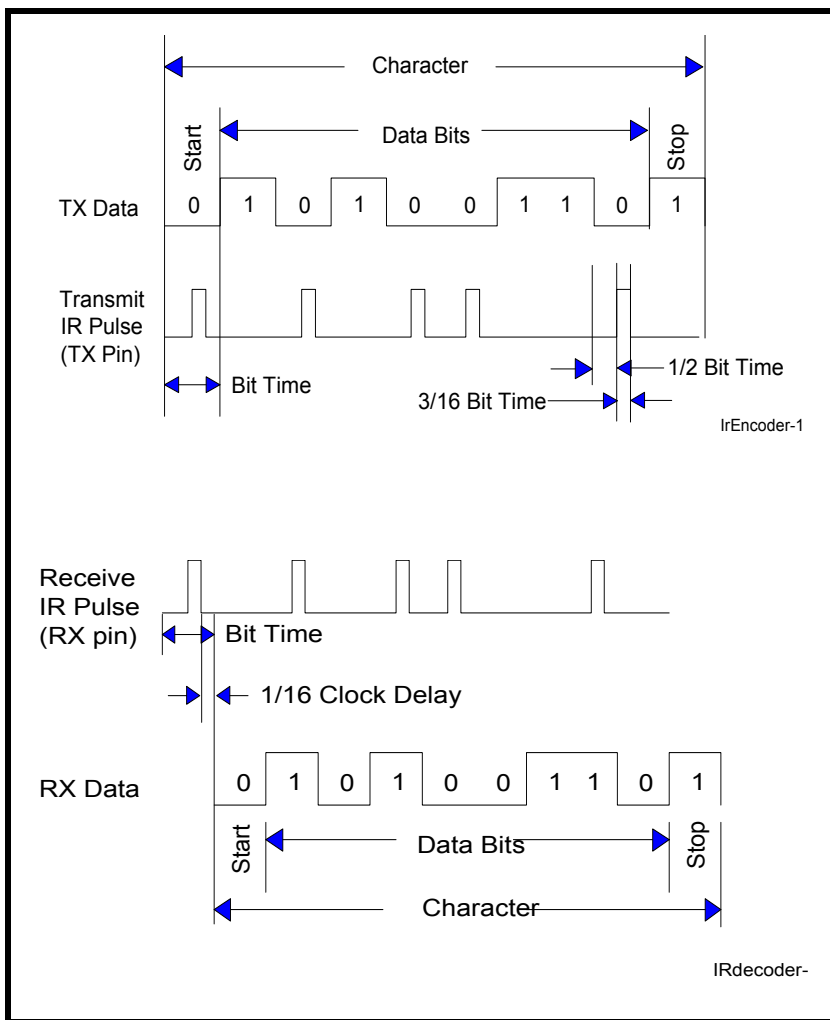 Character
Start
Data Bits
Stop
TX Data
0 1 0 1 0 0 1 1 0 1
Transmit
IR Pulse
(TX Pin)
1/2 Bit Time
Bit Time
3/16 Bit Time
IrEncoder-1
Receive
IR Pulse
(RX pin)
Bit Time
1/16 Clock Delay
RX Data
0 1 0 1 0 0 1 1 0 1
Start
Data Bits
Stop
Character
IRdecoder-